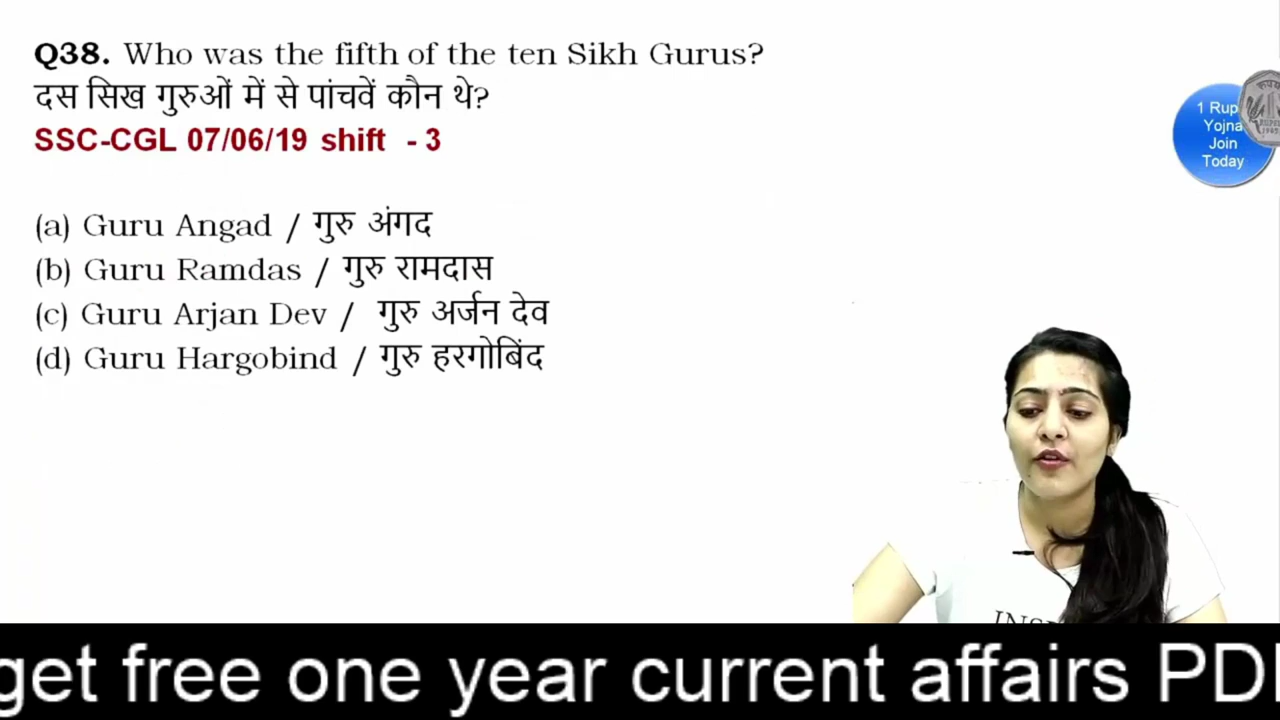 Q38. Who was the fifth of the ten Sikh Gurus?
दस सिख गुरुओं में से पांचवें कौन थे?
SSC-CGL 07/06/19 shift - 3
1 Rup
Yojna
Join
Today
(a) Guru Angad / गुरु अंगद
(b) Guru Ramdas / गुरु रामदास
(c) Guru Arjan Dev / गुरु अर्जन देव
(d) Guru Hargobind / गुरु हरगोबिंद
get free one year current affairs PD